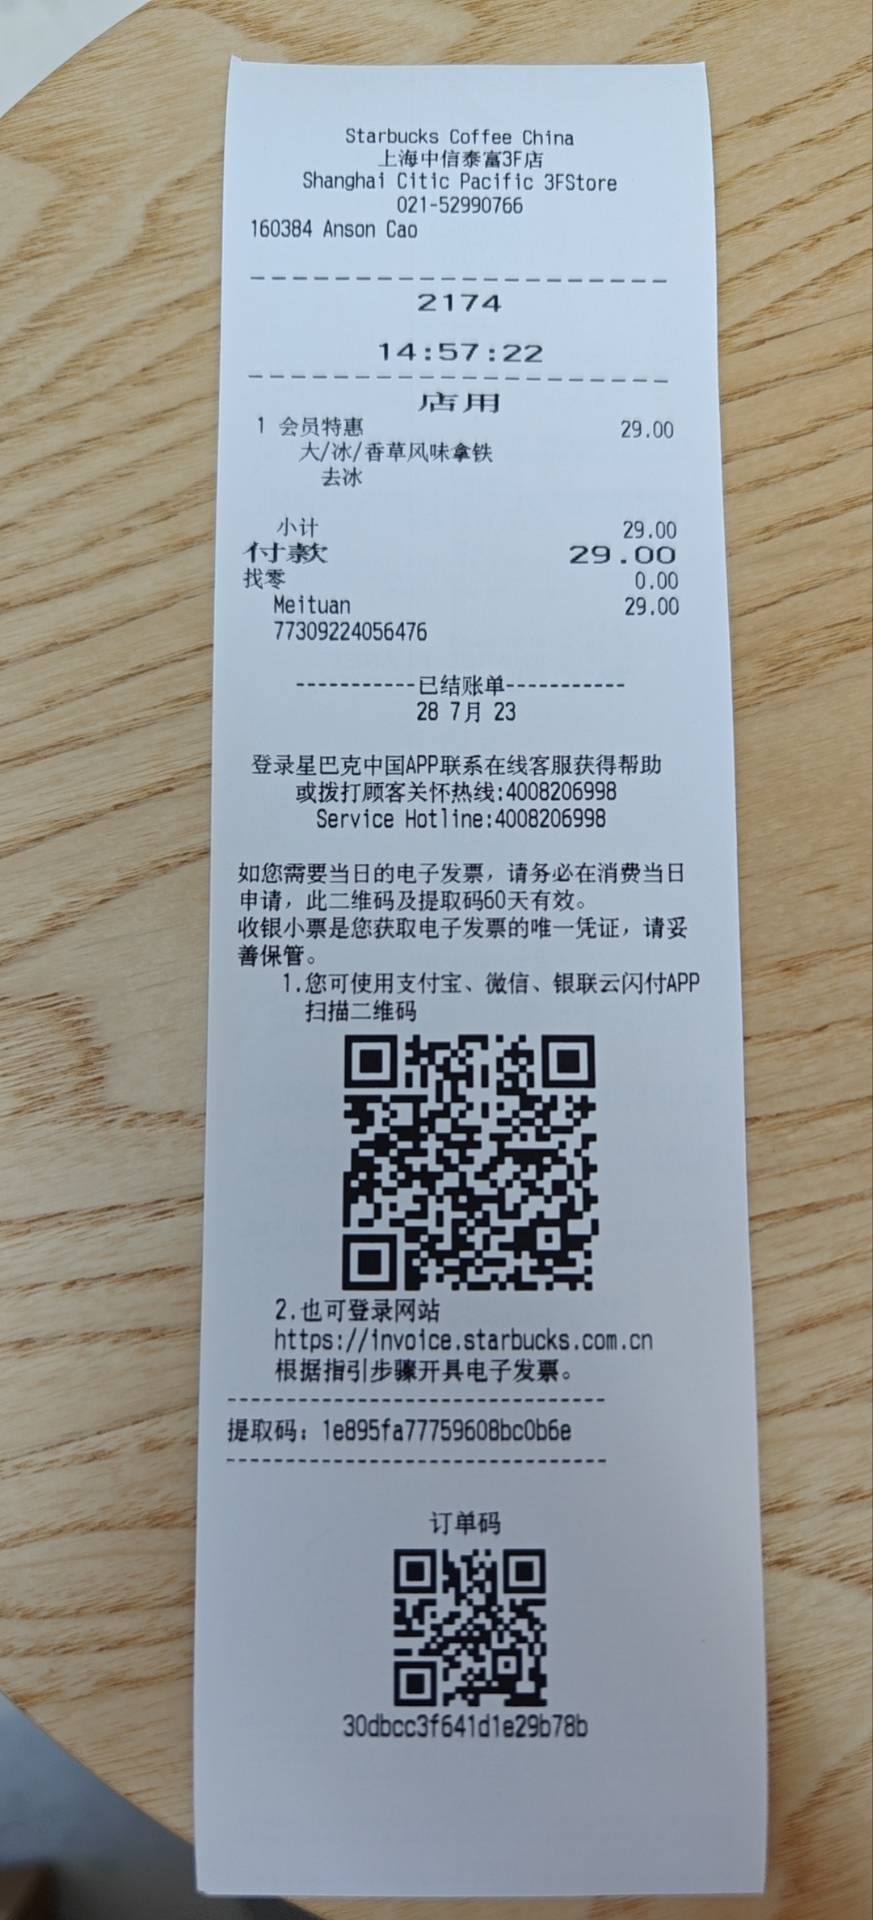 Starbucks Coffee China
上海中信泰富3F店
Shanghai Citic Pacific 3FStore
021-52990766
160384 Anson Cao
2174
14:57:22
店用
1 会员特惠 29.00
大/冰/香草风味拿铁
去冰
小计 29.00
付款 29.00
找零 0.00
Meituan 29.00
77309224056476
-----------已结账单-----------
28 7月 23
登录星巴克中国APP联系在线客服获得帮助
或拨打顾客关怀热线:4008206998
Service Hotline:4008206998
如您需要当日的电子发票，请务必在消费当日
申请，此二维码及提取码60天有效。
收银小票是您获取电子发票的唯一凭证，请妥
善保管。
1.您可使用支付宝、微信、银联云闪付APP
扫描二维码
2.也可登录网站
https://invoice.starbucks.com.cn
根据指引步骤开具电子发票。
提取码：1e895fa77759608bc0b6e
订单码
30dbcc3f641d1e29b78b